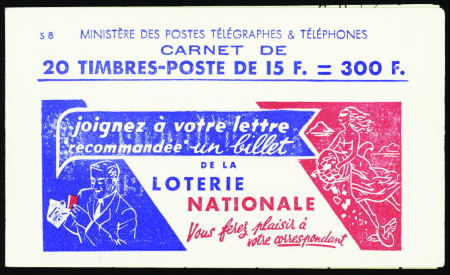 S 8 MINISTÈRE DES POSTES TÉLÉGRAPHES & TÉLÉPHONES
CARNET DE
20 TIMBRES-POSTE DE 15 F. = 300 F.
joignez à votre lettre
recommandée un billet
DE LA
LOTERIE
NATIONALE
Vous ferez plaisir à
votre correspondant